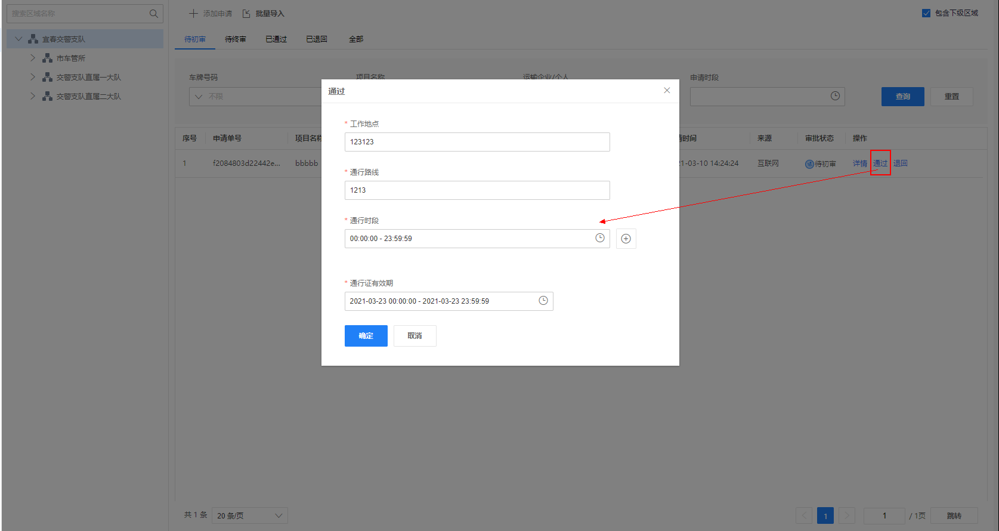 搜索区域名称
添加申请 批量导入
包含下级区域
宜春交警支队
市车管所
交警支队直属一大队
交警支队直属二大队
待初审 待终审 已通过 已退回 全部
车牌号码 项目名称 运输企业/个人 申请时段
不限
查询 重置
序号 申请单号 项目名称 请时间 来源 审批状态 操作
1 f2084803d22442e... bbbbb 1-03-10 14:24:24 互联网 待初审 详情 通过 退回
通过
* 工作地点
123123
* 通行路线
1213
* 通行时段
00:00:00 - 23:59:59
* 通行证有效期
2021-03-23 00:00:00 - 2021-03-23 23:59:59
确定 取消
共 1 条 20 条/页
1 1 / 1页 跳转